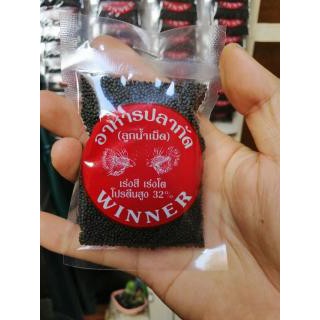 อาหารปลากัด
(ลูกน้ำเม็ด)
เร่งสี เร่งโต
โปรตีนสูง 32%
WINNER